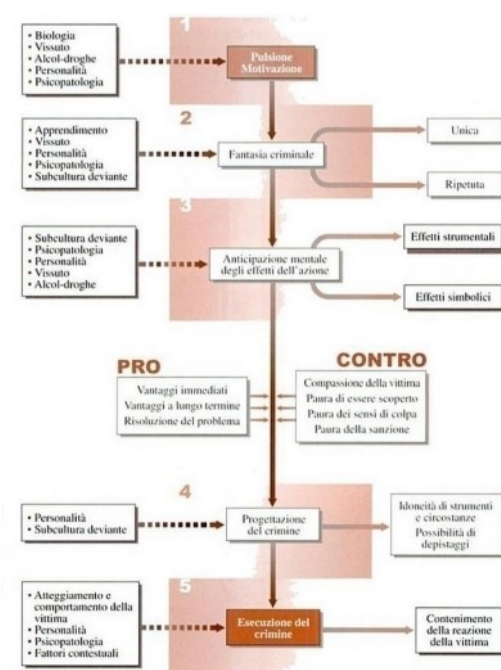 1
• Biologia
• Vissuto
• Alcol-droghe
• Personalità
• Psicopatologia
Pulsione
Motivazione
2
• Apprendimento
• Vissuto
• Personalità
• Psicopatologia
• Subcultura deviante
Fantasia criminale
Unica
Ripetuta
3
• Subcultura deviante
• Psicopatologia
• Personalità
• Vissuto
• Alcol-droghe
Anticipazione mentale
degli effetti dell'azione
Effetti strumentali
Effetti simbolici
PRO
Vantaggi immediati
Vantaggi a lungo termine
Risoluzione del problema
CONTRO
Compassione della vittima
Paura di essere scoperto
Paura dei sensi di colpa
Paura della sanzione
4
• Personalità
• Subcultura deviante
Progettazione
del crimine
Idoneità di strumenti
e circostanze
Possibilità di
depistaggi
5
• Atteggiamento e
comportamento della
vittima
• Personalità
• Psicopatologia
• Fattori contestuali
Esecuzione del
crimine
Contenimento
della reazione
della vittima